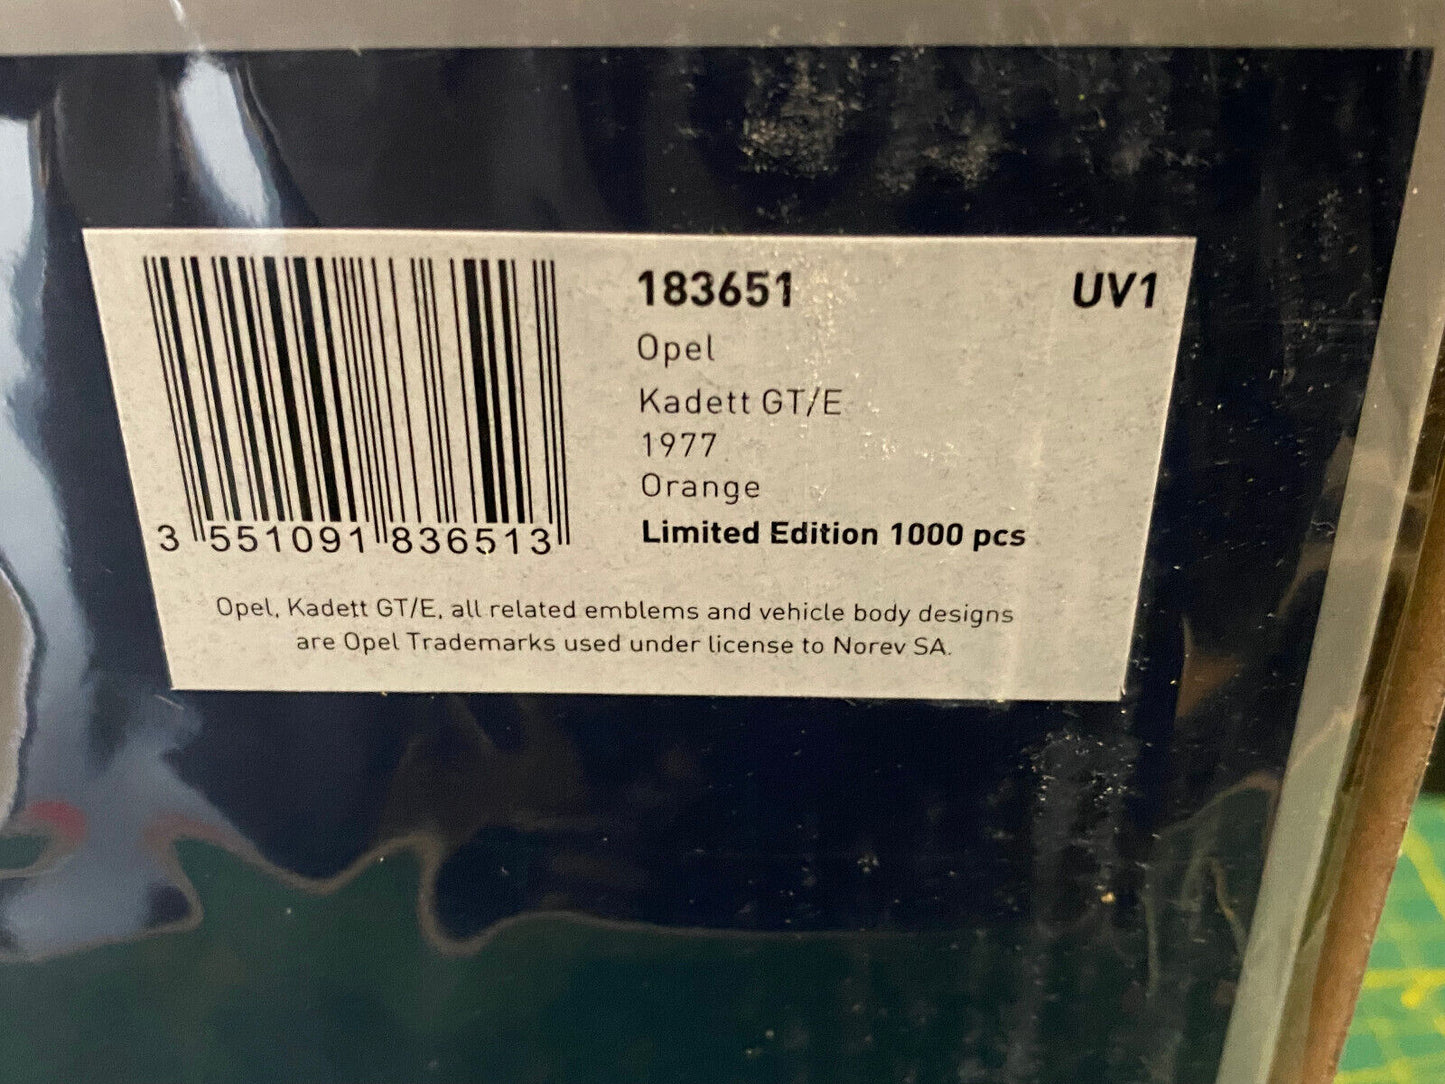 183651 UV1
Opel
Kadett GT/E
1977
Orange
Limited Edition 1000 pcs
3 551091 836513
Opel, Kadett GT/E, all related emblems and vehicle body designs
are Opel Trademarks used under license to Norev SA.